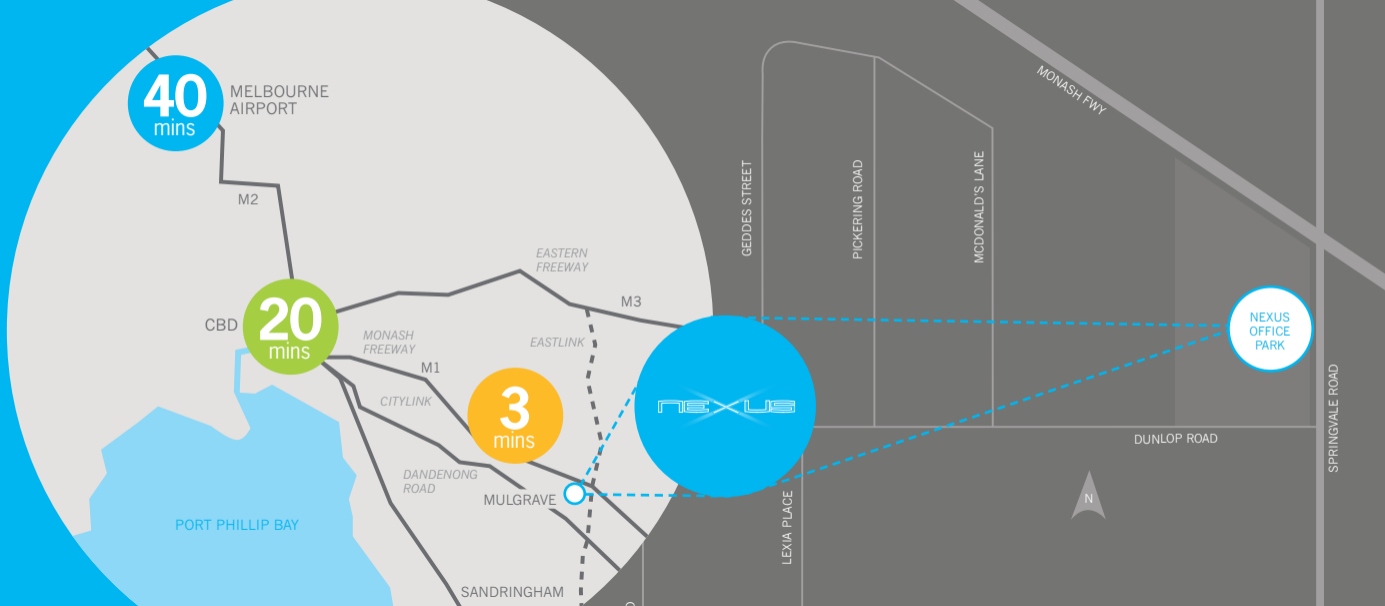 40
mins
MELBOURNE
AIRPORT
M2
CBD
20
mins
EASTERN
FREEWAY
M3
MONASH
FREEWAY
M1
EASTLINK
CITYLINK
3
mins
DANDENONG
ROAD
MULGRAVE
PORT PHILLIP BAY
SANDRINGHAM
NEXUS
GEDDES STREET
PICKERING ROAD
MCDONALD'S LANE
MONASH FWY
NEXUS
OFFICE
PARK
SPRINGVALE ROAD
DUNLOP ROAD
LEXIA PLACE
N